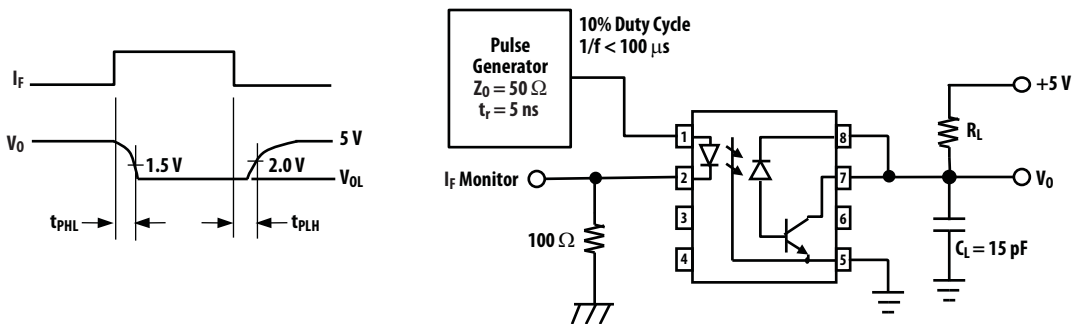 I_F
V_O
1.5 V
2.0 V
5 V
V_OL
t_PHL
t_PLH
Pulse
Generator
Z_0 = 50 Ω
t_r = 5 ns
10% Duty Cycle
1/f < 100 μs
I_F Monitor
100 Ω
1
2
3
4
8
7
6
5
+5 V
R_L
V_O
C_L = 15 pF